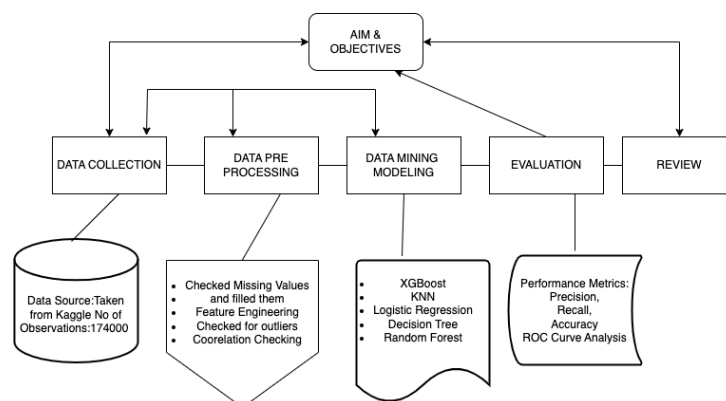 AIM &
OBJECTIVES
DATA COLLECTION
DATA PRE
PROCESSING
DATA MINING
MODELING
EVALUATION
REVIEW
Data Source:Taken
from Kaggle No of
Observations:174000
• Checked Missing Values
• and filled them
• Feature Engineering
• Checked for outliers
• Coorelation Checking
• XGBoost
• KNN
• Logistic Regression
• Decision Tree
• Random Forest
Performance Metrics:
Precision,
Recall,
Accuracy
ROC Curve Analysis